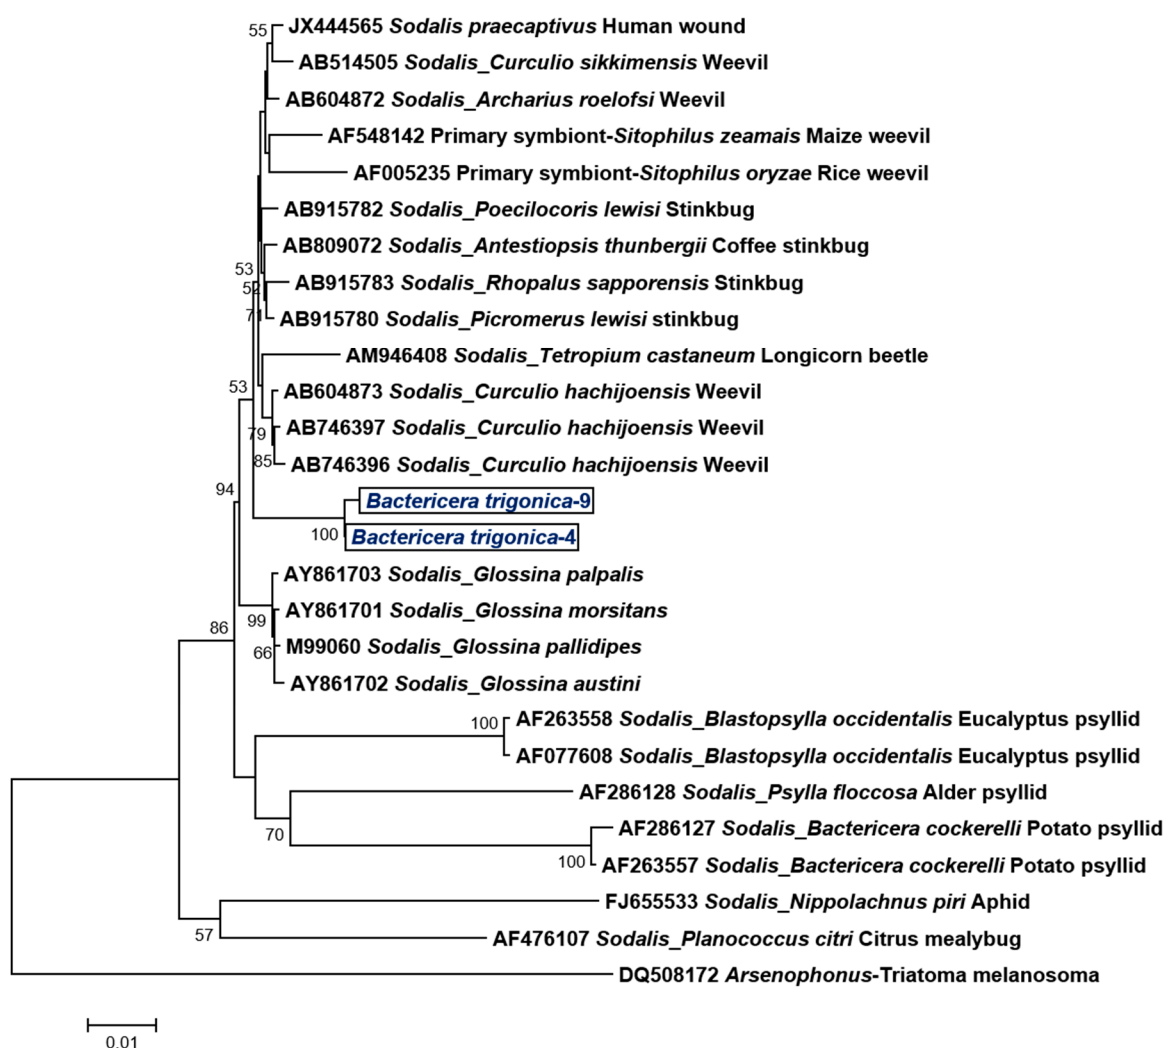 55
JX444565 Sodalis praecaptivus Human wound
AB514505 Sodalis_Curculio sikkimensis Weevil
AB604872 Sodalis_Archarius roelofsi Weevil
AF548142 Primary symbiont-Sitophilus zeamais Maize weevil
AF005235 Primary symbiont-Sitophilus oryzae Rice weevil
AB915782 Sodalis_Poecilocoris lewisi Stinkbug
AB809072 Sodalis_Antestiopsis thunbergii Coffee stinkbug
53
52
AB915783 Sodalis_Rhopalus sapporensis Stinkbug
71
AB915780 Sodalis_Picromerus lewisi stinkbug
AM946408 Sodalis_Tetropium castaneum Longicorn beetle
53
AB604873 Sodalis_Curculio hachijoensis Weevil
79
AB746397 Sodalis_Curculio hachijoensis Weevil
85
AB746396 Sodalis_Curculio hachijoensis Weevil
94
Bactericera trigonica-9
100
Bactericera trigonica-4
AY861703 Sodalis_Glossina palpalis
AY861701 Sodalis_Glossina morsitans
99
86
M99060 Sodalis_Glossina pallidipes
66
AY861702 Sodalis_Glossina austini
100
AF263558 Sodalis_Blastopsylla occidentalis Eucalyptus psyllid
AF077608 Sodalis_Blastopsylla occidentalis Eucalyptus psyllid
AF286128 Sodalis_Psylla floccosa Alder psyllid
70
AF286127 Sodalis_Bactericera cockerelli Potato psyllid
100
AF263557 Sodalis_Bactericera cockerelli Potato psyllid
FJ655533 Sodalis_Nippolachnus piri Aphid
57
AF476107 Sodalis_Planococcus citri Citrus mealybug
DQ508172 Arsenophonus-Triatoma melanosoma
0.01